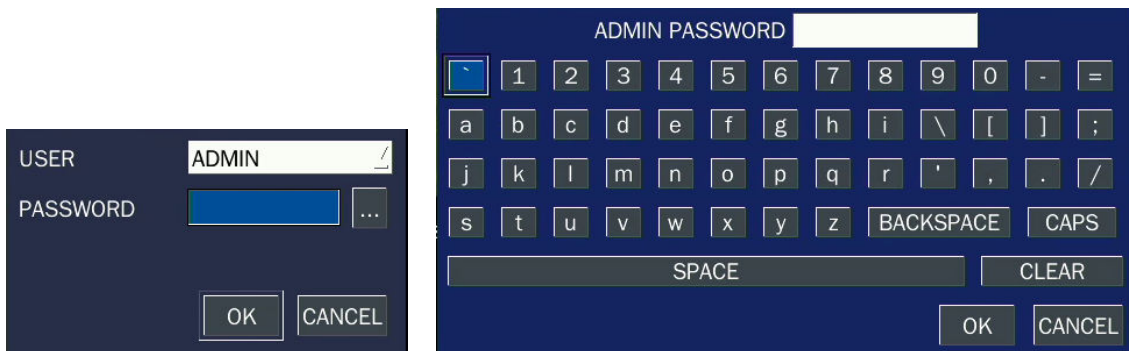 USER ADMIN
PASSWORD ...
OK CANCEL
ADMIN PASSWORD
` 1 2 3 4 5 6 7 8 9 0 - =
a b c d e f g h i \ [ ] ;
j k l m n o p q r ' , . /
s t u v w x y z BACKSPACE CAPS
SPACE CLEAR
OK CANCEL